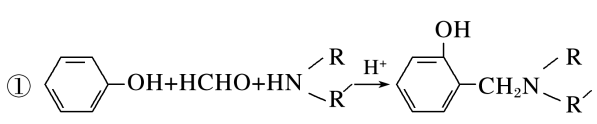 OH
① —OH+HCHO+HN R R′ H⁺ CH₂N R R′